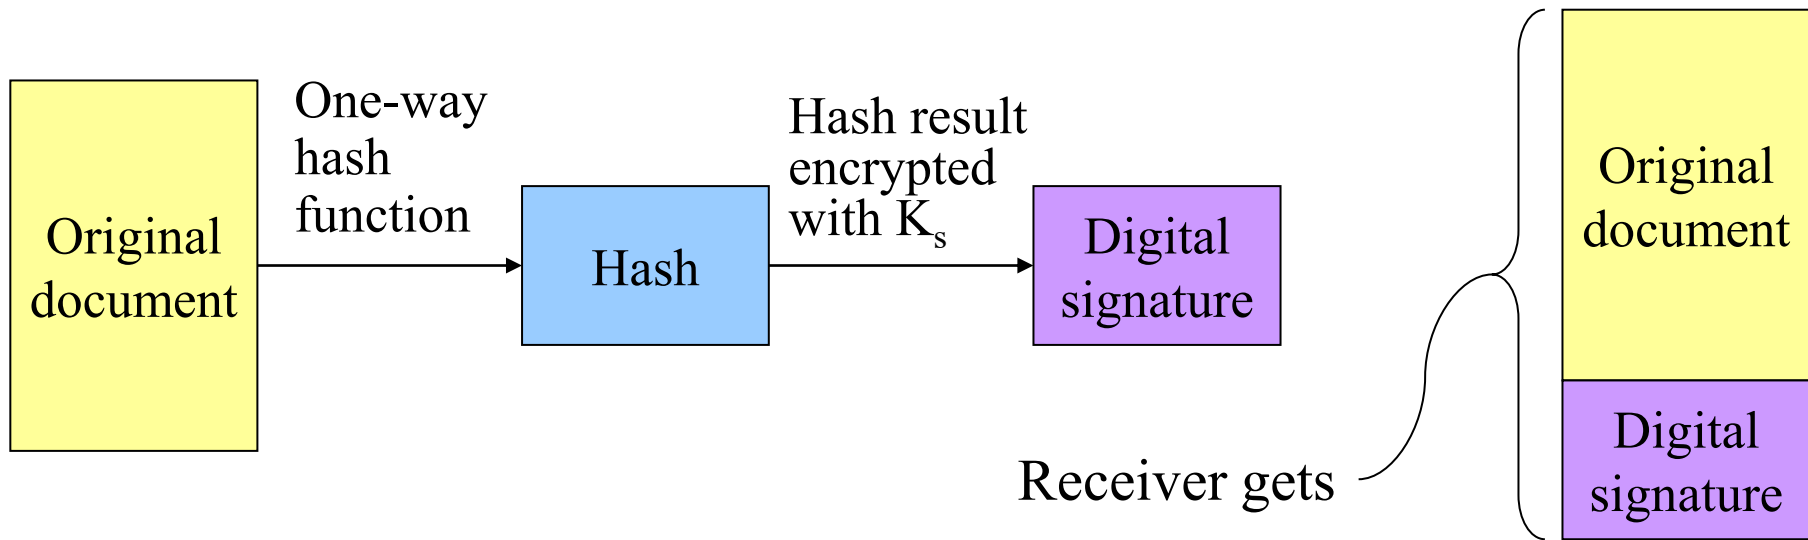 Original
document
One-way
hash
function
Hash
Hash result
encrypted
with Kₛ
Digital
signature
Receiver gets
Original
document
Digital
signature